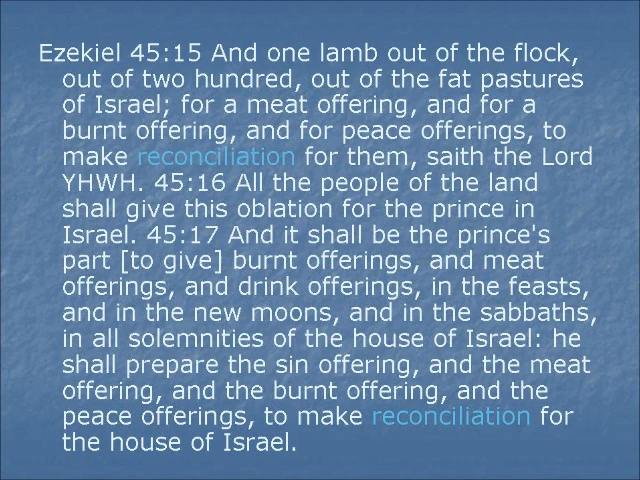 Ezekiel 45:15 And one lamb out of the flock,
out of two hundred, out of the fat pastures
of Israel; for a meat offering, and for a
burnt offering, and for peace offerings, to
make reconciliation for them, saith the Lord
YHWH. 45:16 All the people of the land
shall give this oblation for the prince in
Israel. 45:17 And it shall be the prince's
part [to give] burnt offerings, and meat
offerings, and drink offerings, in the feasts,
and in the new moons, and in the sabbaths,
in all solemnities of the house of Israel: he
shall prepare the sin offering, and the meat
offering, and the burnt offering, and the
peace offerings, to make reconciliation for
the house of Israel.